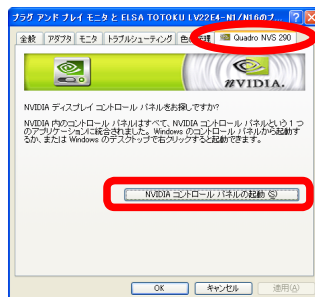 プラグ アンド プレイ モニタ と ELSA TOTOKU LV22E4-N1/N16のプ...
全般 アダプタ モニタ トラブルシューティング 色の管理 Quadro NVS 290
NVIDIA.
NVIDIA ディスプレイ コントロール パネルをお探しですか?
NVIDIA 内のコントロール パネルはすべて、NVIDIA コントロール パネルという 1 つ
のアプリケーションに統合されました。Windows のコントロール パネルから起動す
るか、または Windows のデスクトップで右クリックすると起動できます。
NVIDIA コントロール パネルの起動 (S)
OK キャンセル 適用(A)